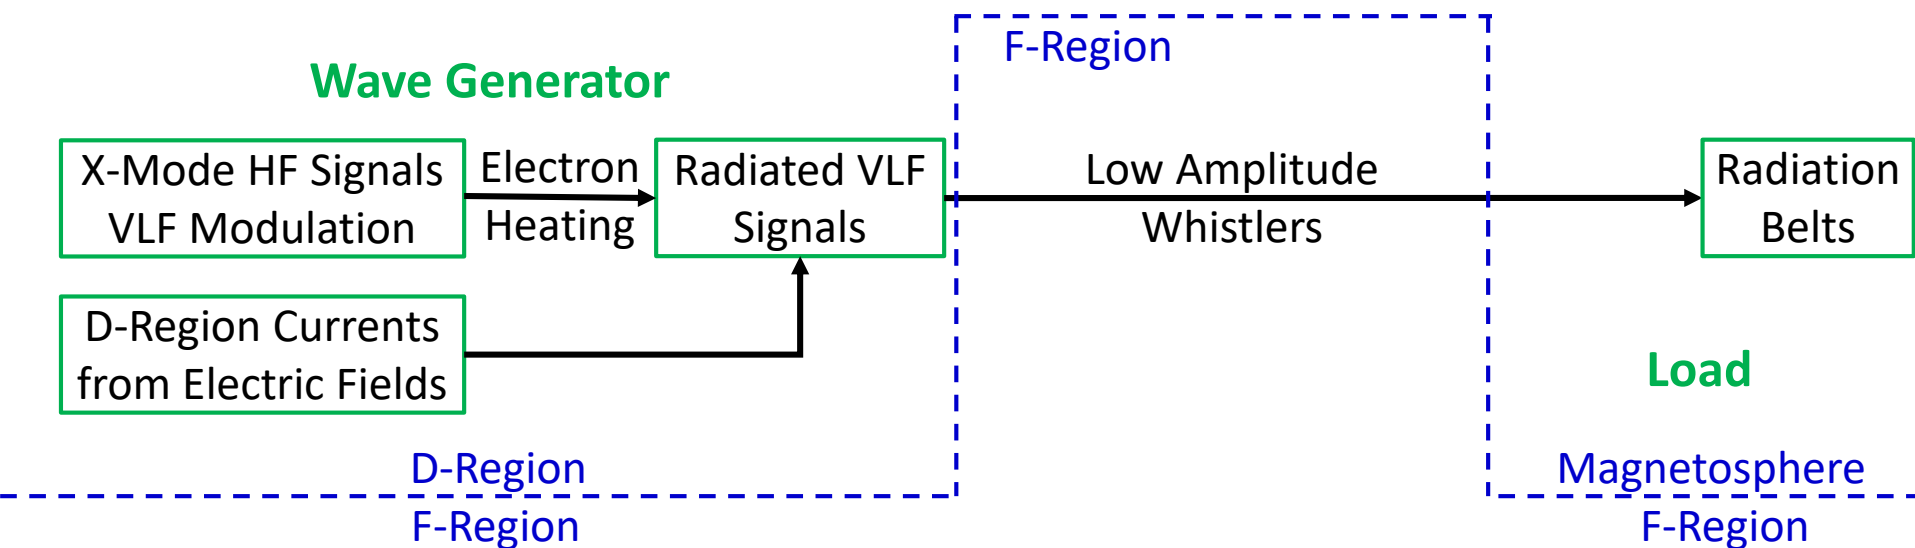 F-Region
Wave Generator
X-Mode HF Signals
VLF Modulation
Electron
Heating
Radiated VLF
Signals
Low Amplitude
Whistlers
Radiation
Belts
D-Region Currents
from Electric Fields
Load
D-Region
F-Region
Magnetosphere
F-Region